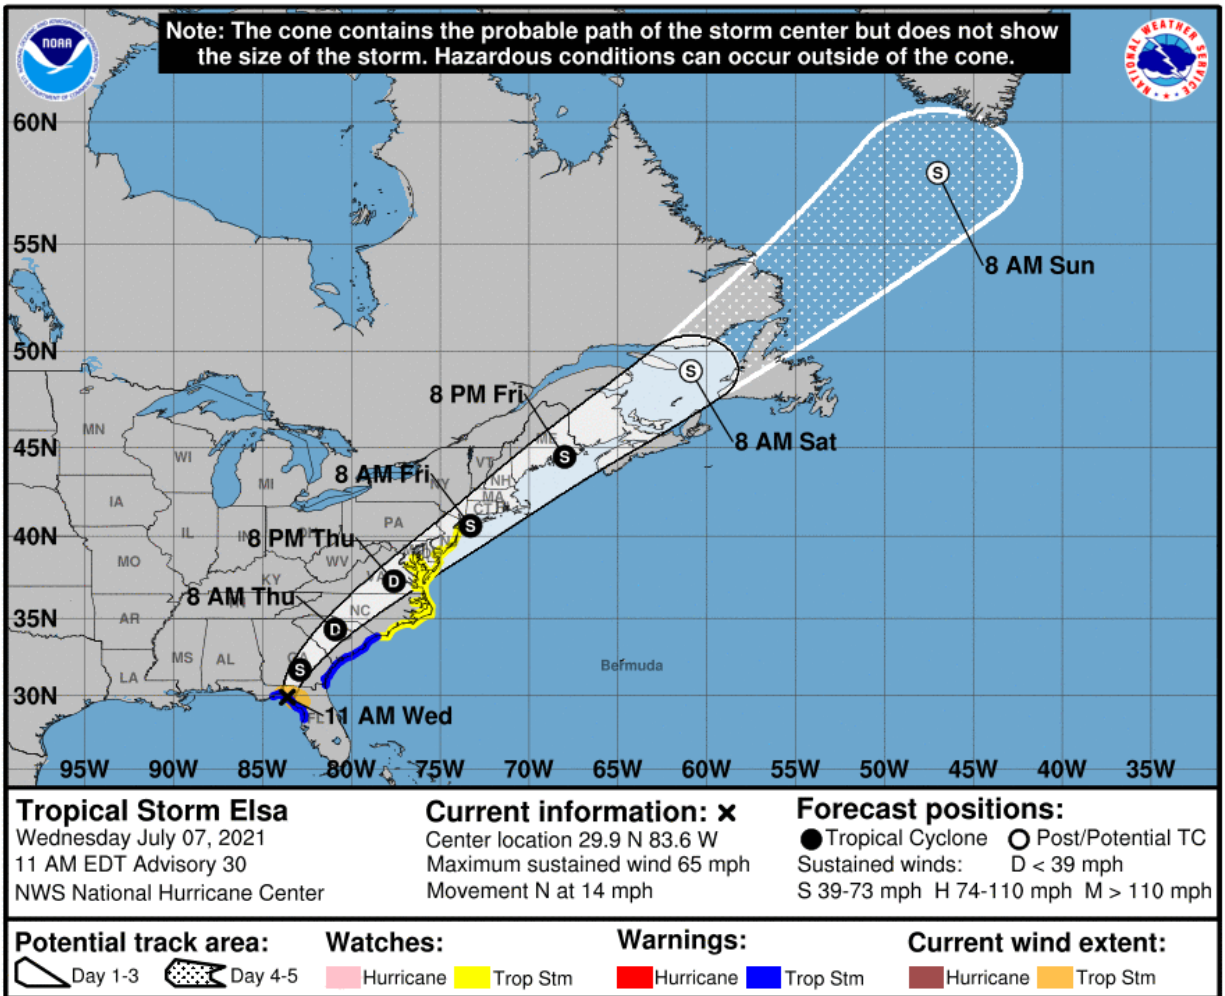 Note: The cone contains the probable path of the storm center but does not show
the size of the storm. Hazardous conditions can occur outside of the cone.
NOAA
NATIONAL WEATHER SERVICE
60N
55N
50N
45N
40N
35N
30N
8 AM Sun
8 AM Sat
8 PM Fri
8 AM Fri
8 PM Thu
8 AM Thu
11 AM Wed
S
S
S
S
D
D
S
MN
WI
MI
IA
IL
MO
AR
LA
MS
AL
KY
WV
PA
NY
VT
NH
MA
CT
RI
ME
NC
FL
Bermuda
95W 90W 85W 80W 75W 70W 65W 60W 55W 50W 45W 40W 35W
Tropical Storm Elsa
Wednesday July 07, 2021
11 AM EDT Advisory 30
NWS National Hurricane Center
Current information: ×
Center location 29.9 N 83.6 W
Maximum sustained wind 65 mph
Movement N at 14 mph
Forecast positions:
Tropical Cyclone Post/Potential TC
Sustained winds: D < 39 mph
S 39-73 mph H 74-110 mph M > 110 mph
Potential track area:
Day 1-3 Day 4-5
Watches:
Hurricane Trop Stm
Warnings:
Hurricane Trop Stm
Current wind extent:
Hurricane Trop Stm